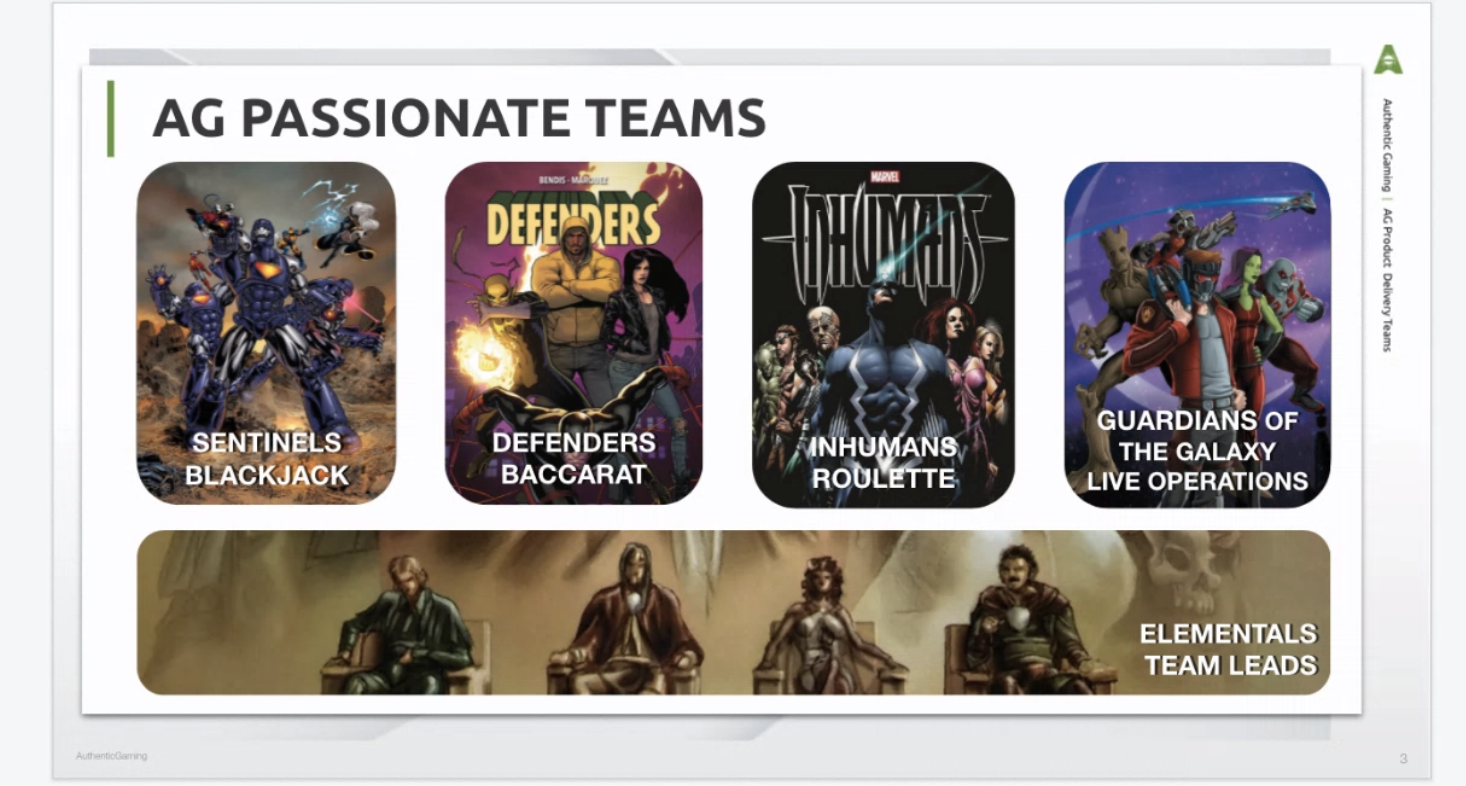 AG PASSIONATE TEAMS
SENTINELS
BLACKJACK
BENDIS · MARQUEZ
DEFENDERS
DEFENDERS
BACCARAT
MARVEL
INHUMANS
INHUMANS
ROULETTE
GUARDIANS OF
THE GALAXY
LIVE OPERATIONS
ELEMENTALS
TEAM LEADS
Authentic Gaming | AG Product Delivery Teams
AuthenticGaming
3